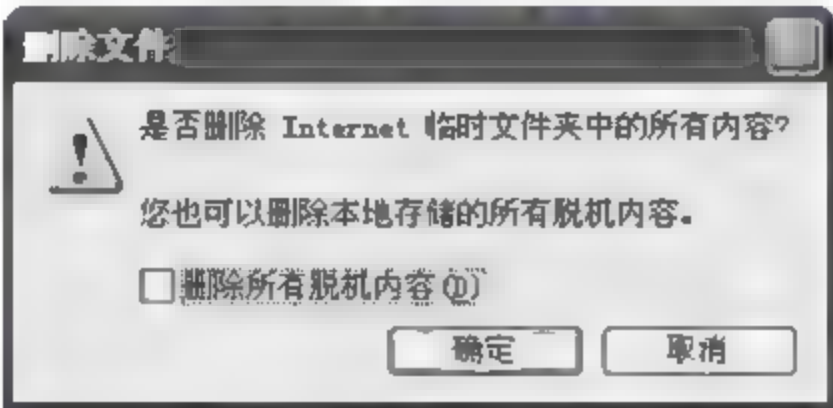 删除文件
是否删除 Internet 临时文件夹中的所有内容?
您也可以删除本地存储的所有脱机内容。
删除所有脱机内容(D)
确定
取消